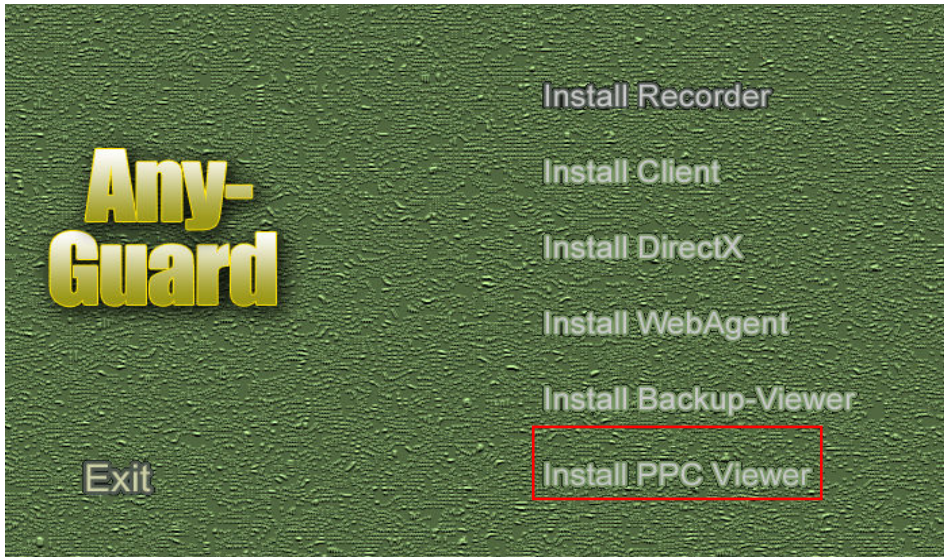 Any-
Guard
Install Recorder
Install Client
Install DirectX
Install WebAgent
Install Backup-Viewer
Install PPC Viewer
Exit